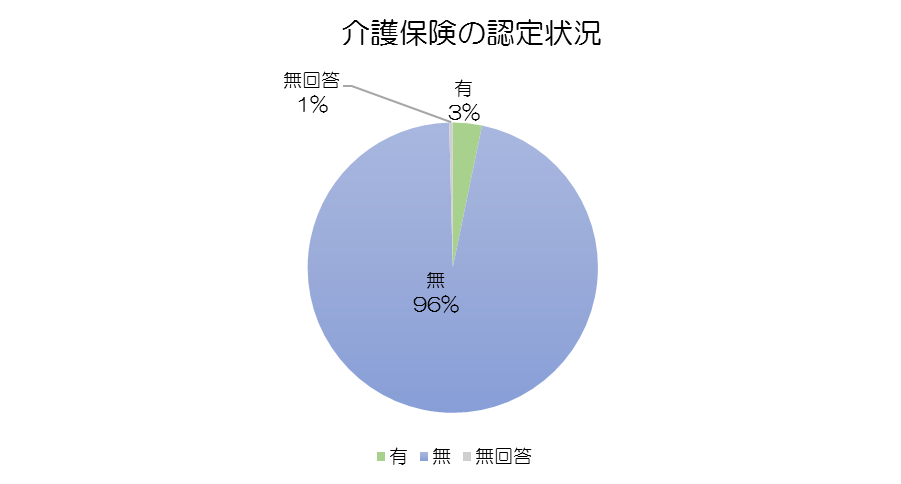 介護保険の認定状況
無回答
1%
有
3%
無
96%
有 無 無回答